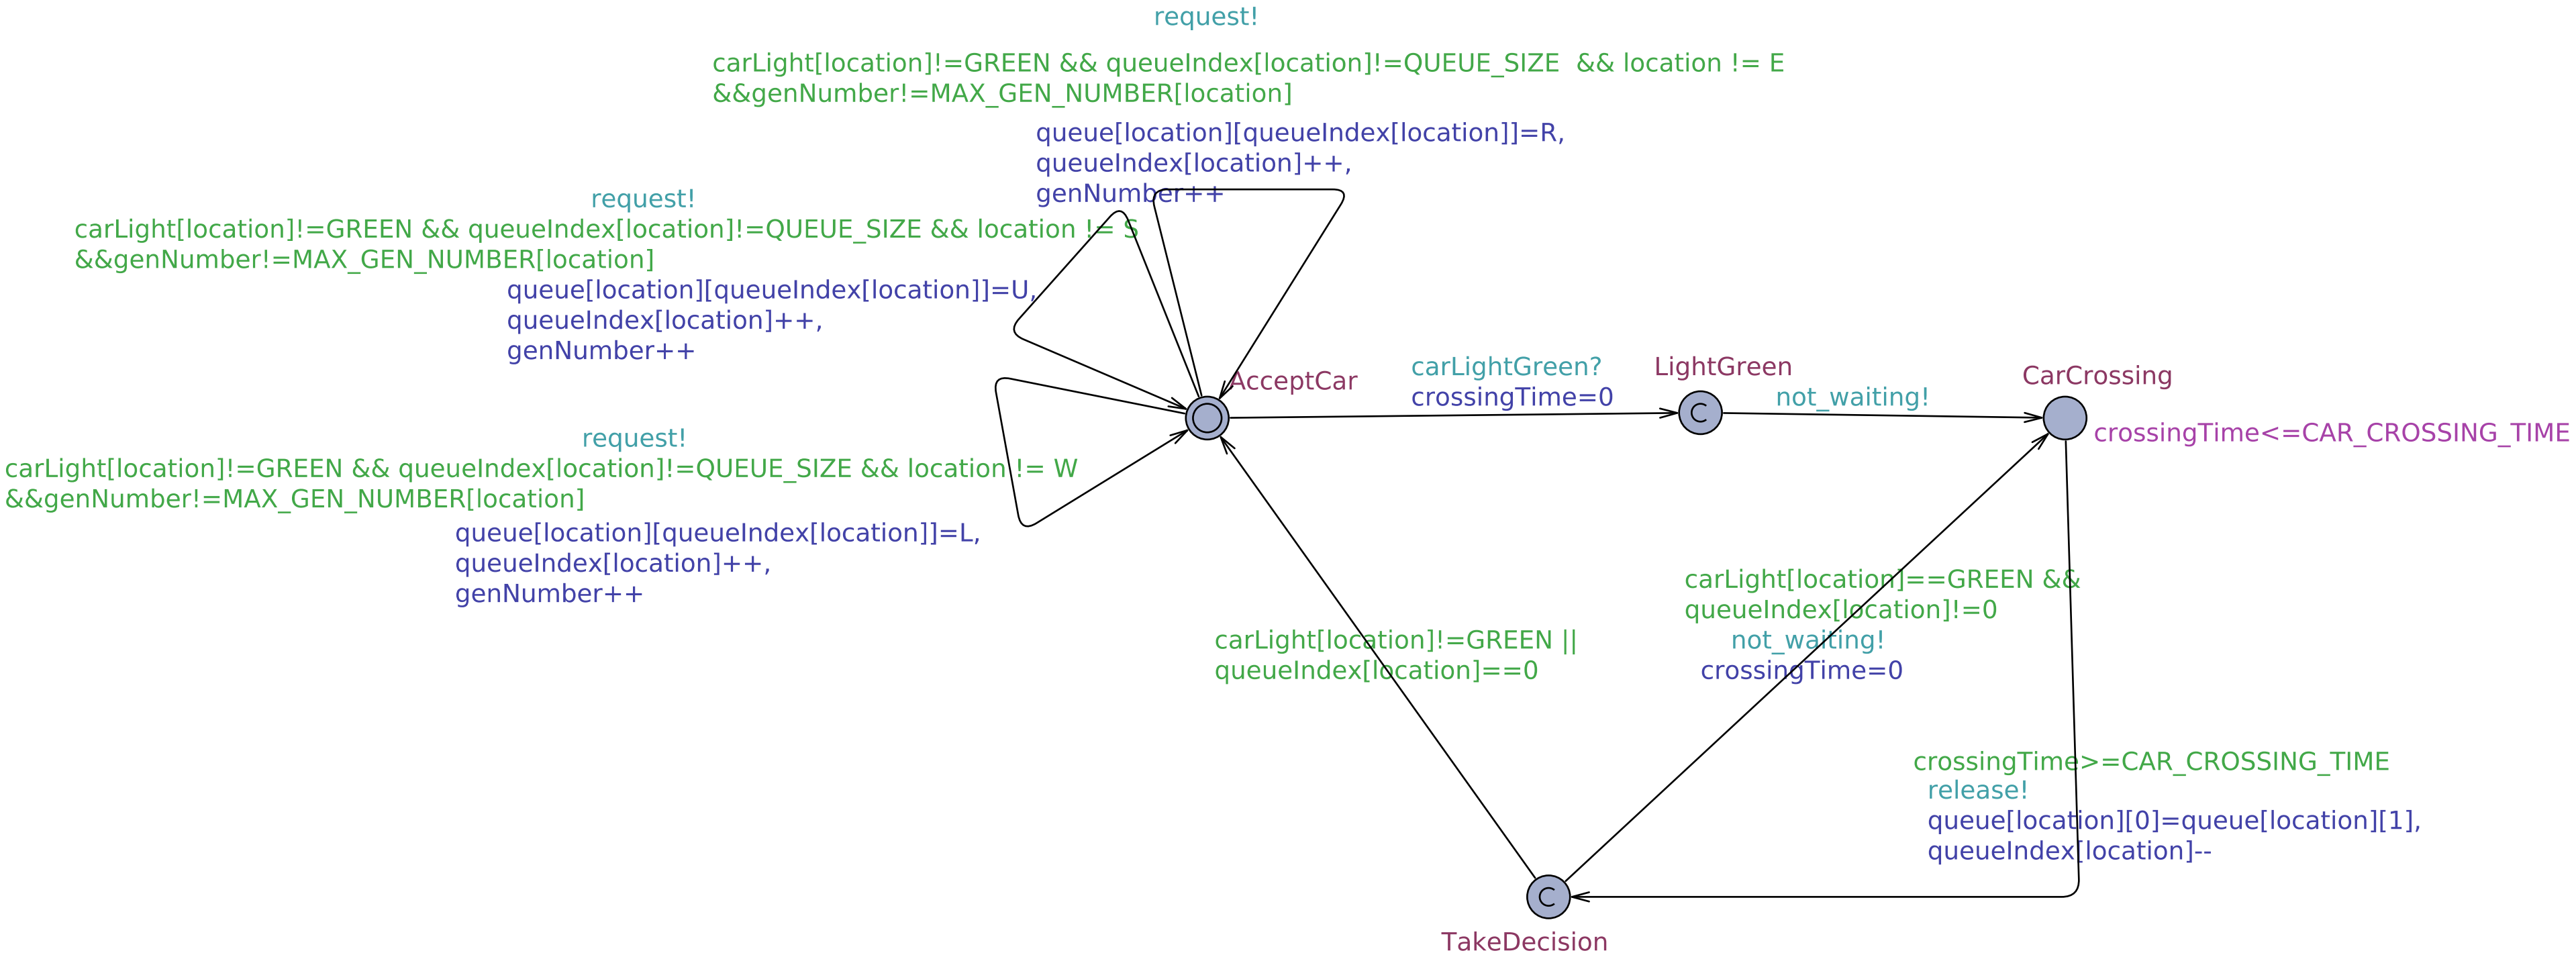 request!
carLight[location]!=GREEN && queueIndex[location]!=QUEUE_SIZE  && location != E
&&genNumber!=MAX_GEN_NUMBER[location]
queue[location][queueIndex[location]]=R,
queueIndex[location]++,
genNumber++
request!
carLight[location]!=GREEN && queueIndex[location]!=QUEUE_SIZE && location != S
&&genNumber!=MAX_GEN_NUMBER[location]
queue[location][queueIndex[location]]=U,
queueIndex[location]++,
genNumber++
request!
carLight[location]!=GREEN && queueIndex[location]!=QUEUE_SIZE && location != W
&&genNumber!=MAX_GEN_NUMBER[location]
queue[location][queueIndex[location]]=L,
queueIndex[location]++,
genNumber++
AcceptCar
carLightGreen?
crossingTime=0
LightGreen
C
not_waiting!
CarCrossing
crossingTime<=CAR_CROSSING_TIME
carLight[location]!=GREEN ||
queueIndex[location]==0
carLight[location]==GREEN &&
queueIndex[location]!=0
not_waiting!
crossingTime=0
crossingTime>=CAR_CROSSING_TIME
release!
queue[location][0]=queue[location][1],
queueIndex[location]--
C
TakeDecision